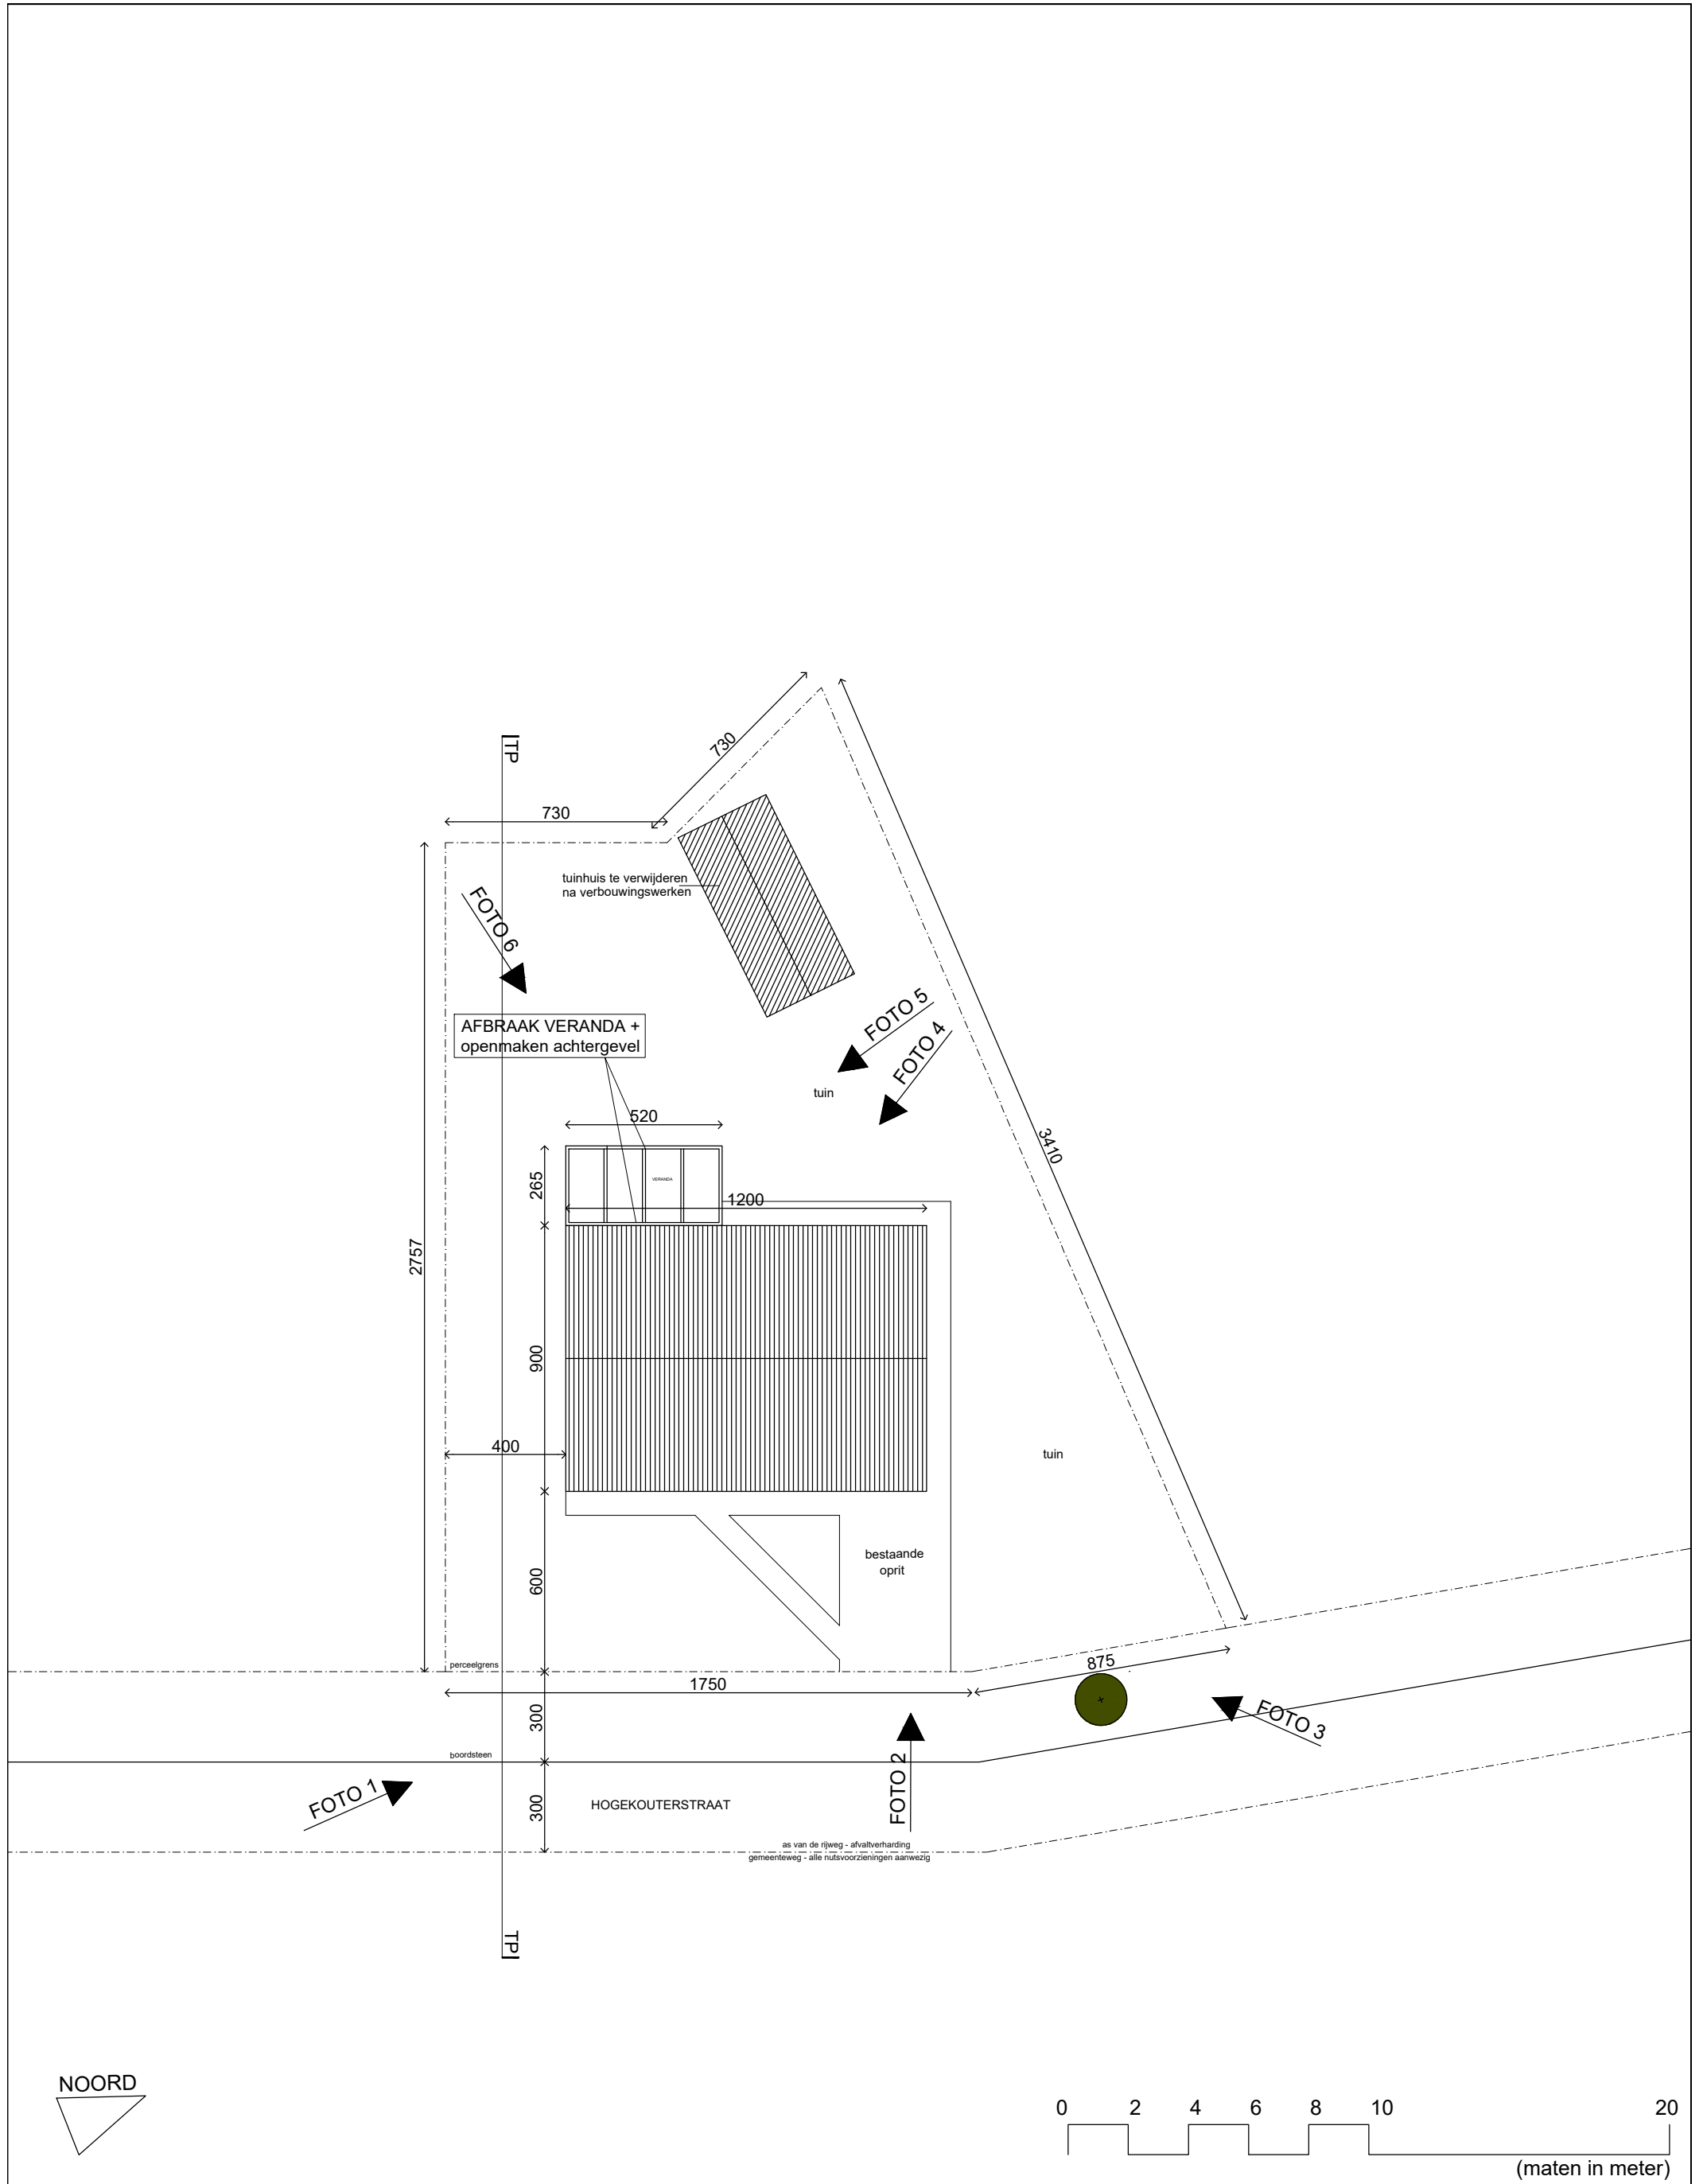 730
TP
730
tuinhuis te verwijderen
na verbouwingswerken
FOTO 6
FOTO 5
FOTO 4
AFBRAAK VERANDA +
openmaken achtergevel
tuin
520
3410
265
VERANDA
1200
2757
900
400
tuin
bestaande
oprit
600
perceelgrens
875
1750
300
FOTO 3
boordsteen
FOTO 1
FOTO 2
300
HOGEKOUTERSTRAAT
as van de rijweg - afvaltverharding
gemeenteweg - alle nutsvoorzieningen aanwezig
TP
NOORD
0 2 4 6 8 10 20
(maten in meter)